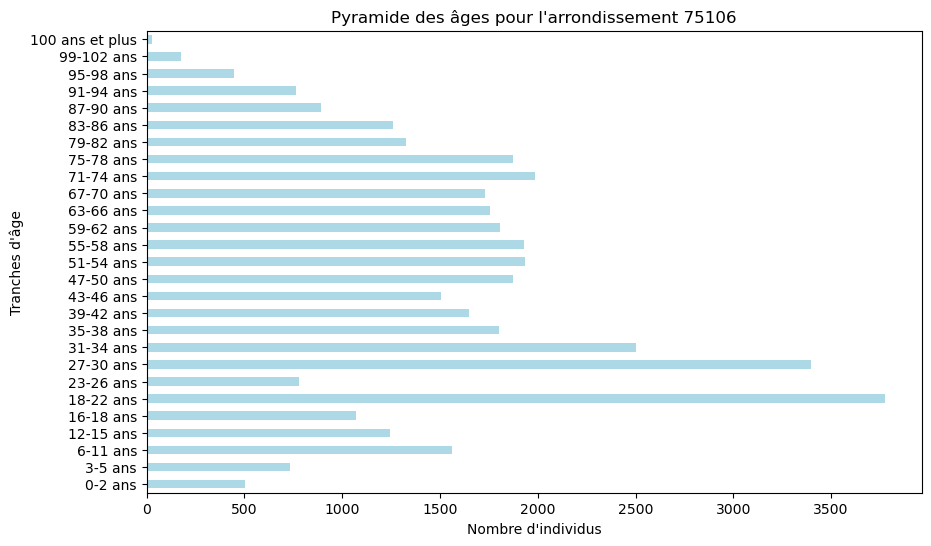 Pyramide des âges pour l'arrondissement 75106
100 ans et plus
99-102 ans
95-98 ans
91-94 ans
87-90 ans
83-86 ans
79-82 ans
75-78 ans
71-74 ans
67-70 ans
63-66 ans
59-62 ans
55-58 ans
51-54 ans
47-50 ans
43-46 ans
39-42 ans
35-38 ans
31-34 ans
27-30 ans
23-26 ans
18-22 ans
16-18 ans
12-15 ans
6-11 ans
3-5 ans
0-2 ans
Tranches d'âge
0 500 1000 1500 2000 2500 3000 3500
Nombre d'individus